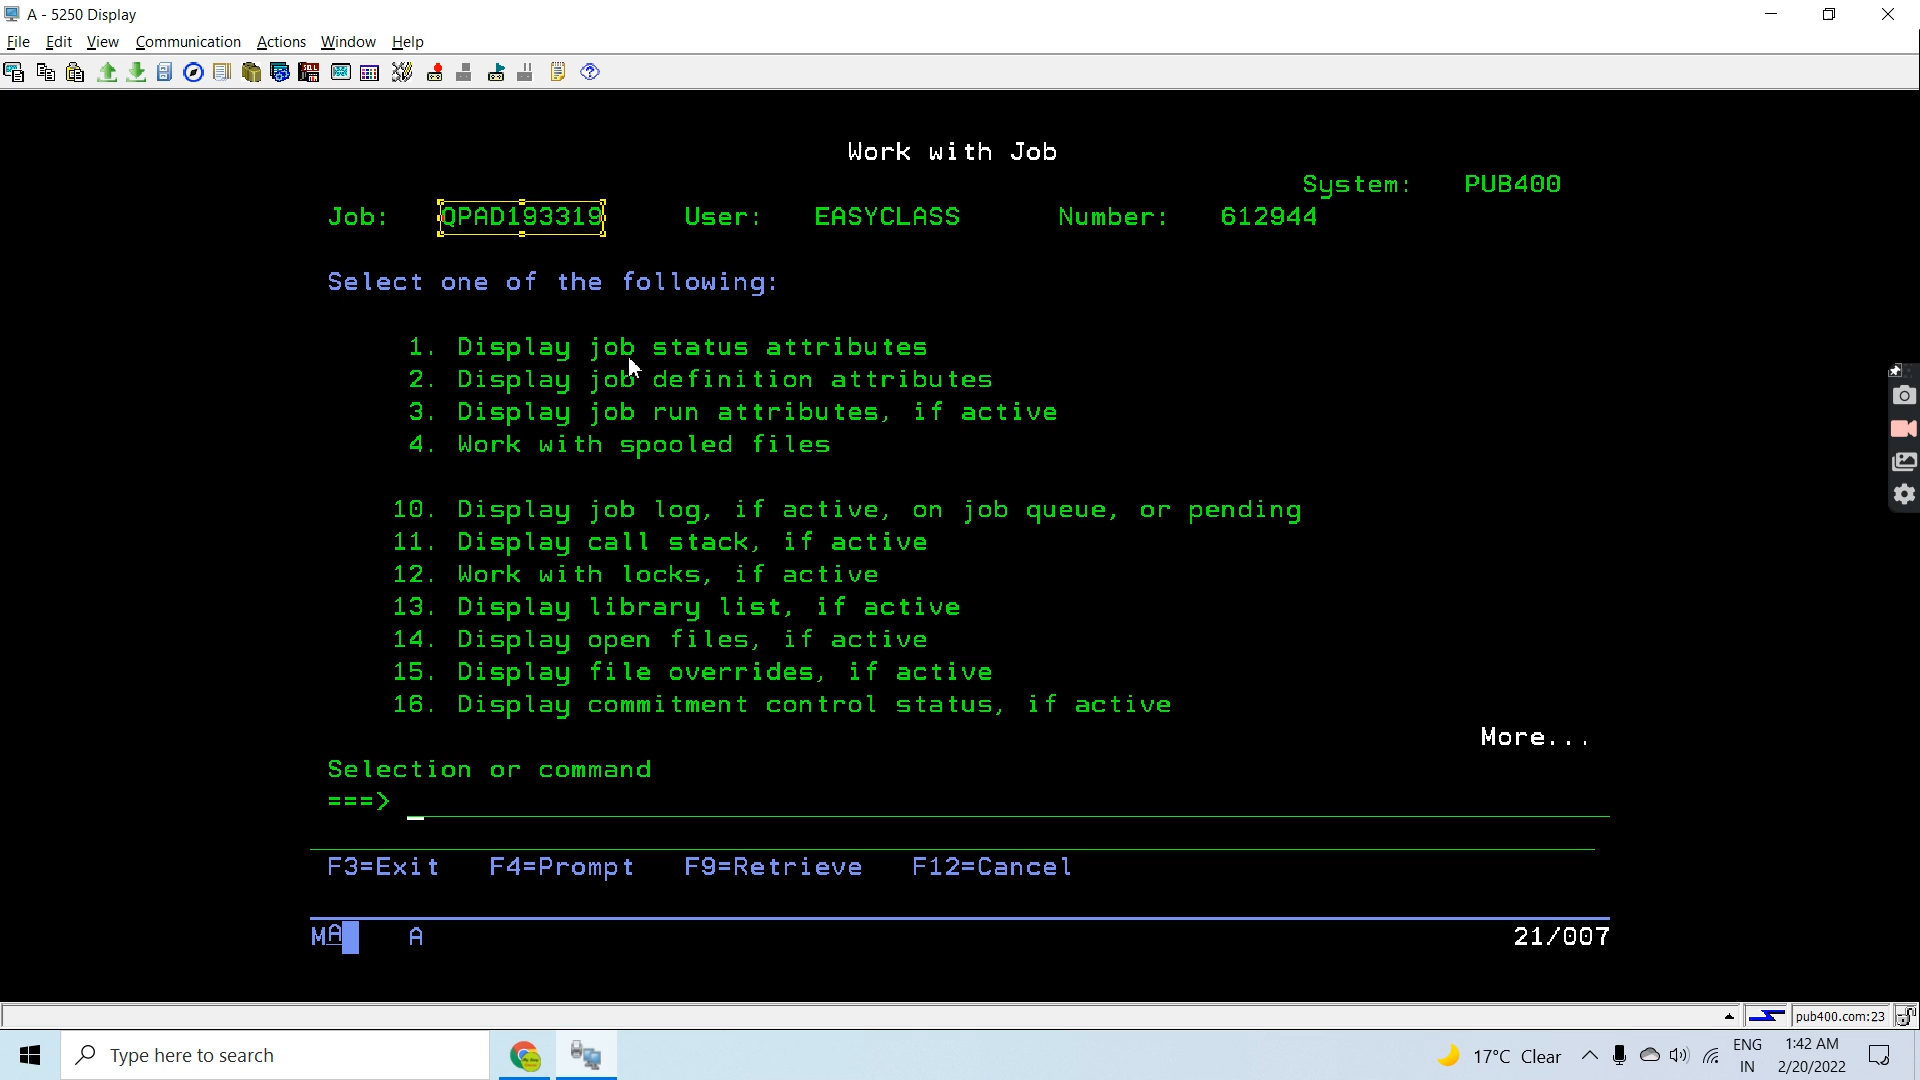 A - 5250 Display
File Edit View Communication Actions Window Help
Work with Job
System: PUB400
Job: QPAD193319 User: EASYCLASS Number: 612944
Select one of the following:
1. Display job status attributes
2. Display job definition attributes
3. Display job run attributes, if active
4. Work with spooled files
10. Display job log, if active, on job queue, or pending
11. Display call stack, if active
12. Work with locks, if active
13. Display library list, if active
14. Display open files, if active
15. Display file overrides, if active
16. Display commitment control status, if active
More...
Selection or command
===>
F3=Exit F4=Prompt F9=Retrieve F12=Cancel
MA A 21/007
pub400.com:23
Type here to search
17°C Clear
ENG
IN
1:42 AM
2/20/2022